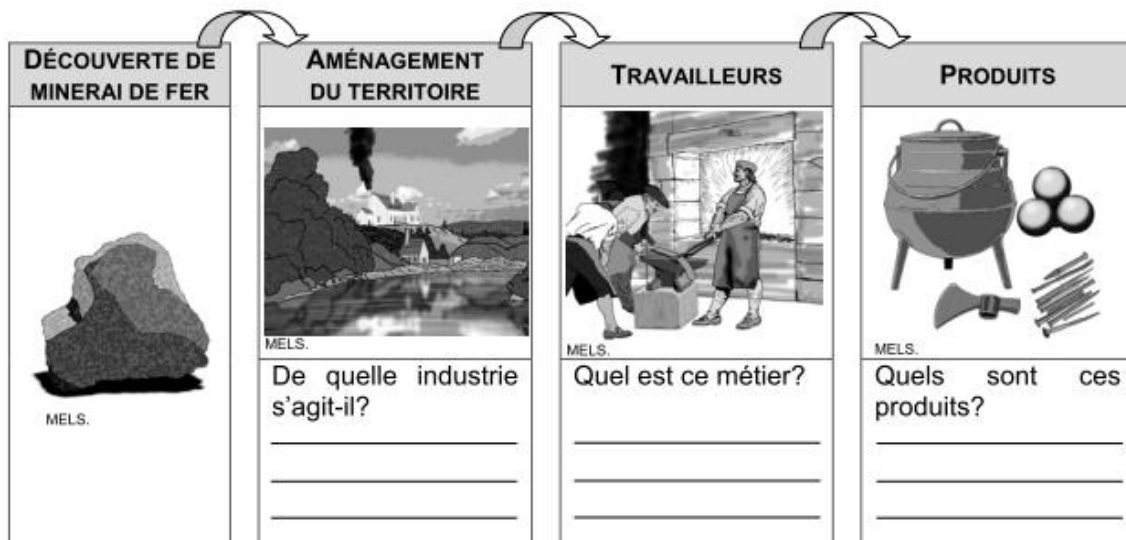 DÉCOUVERTE DE
MINERAI DE FER
MELS.
AMÉNAGEMENT
DU TERRITOIRE
MELS.
De quelle industrie
s'agit-il?
TRAVAILLEURS
MELS.
Quel est ce métier?
PRODUITS
MELS.
Quels sont ces
produits?